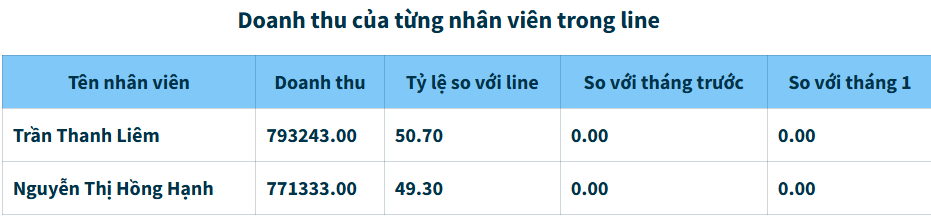 Doanh thu của từng nhân viên trong line
Tên nhân viên Doanh thu Tỷ lệ so với line So với tháng trước So với tháng 1
Trần Thanh Liêm 793243.00 50.70 0.00 0.00
Nguyễn Thị Hồng Hạnh 771333.00 49.30 0.00 0.00